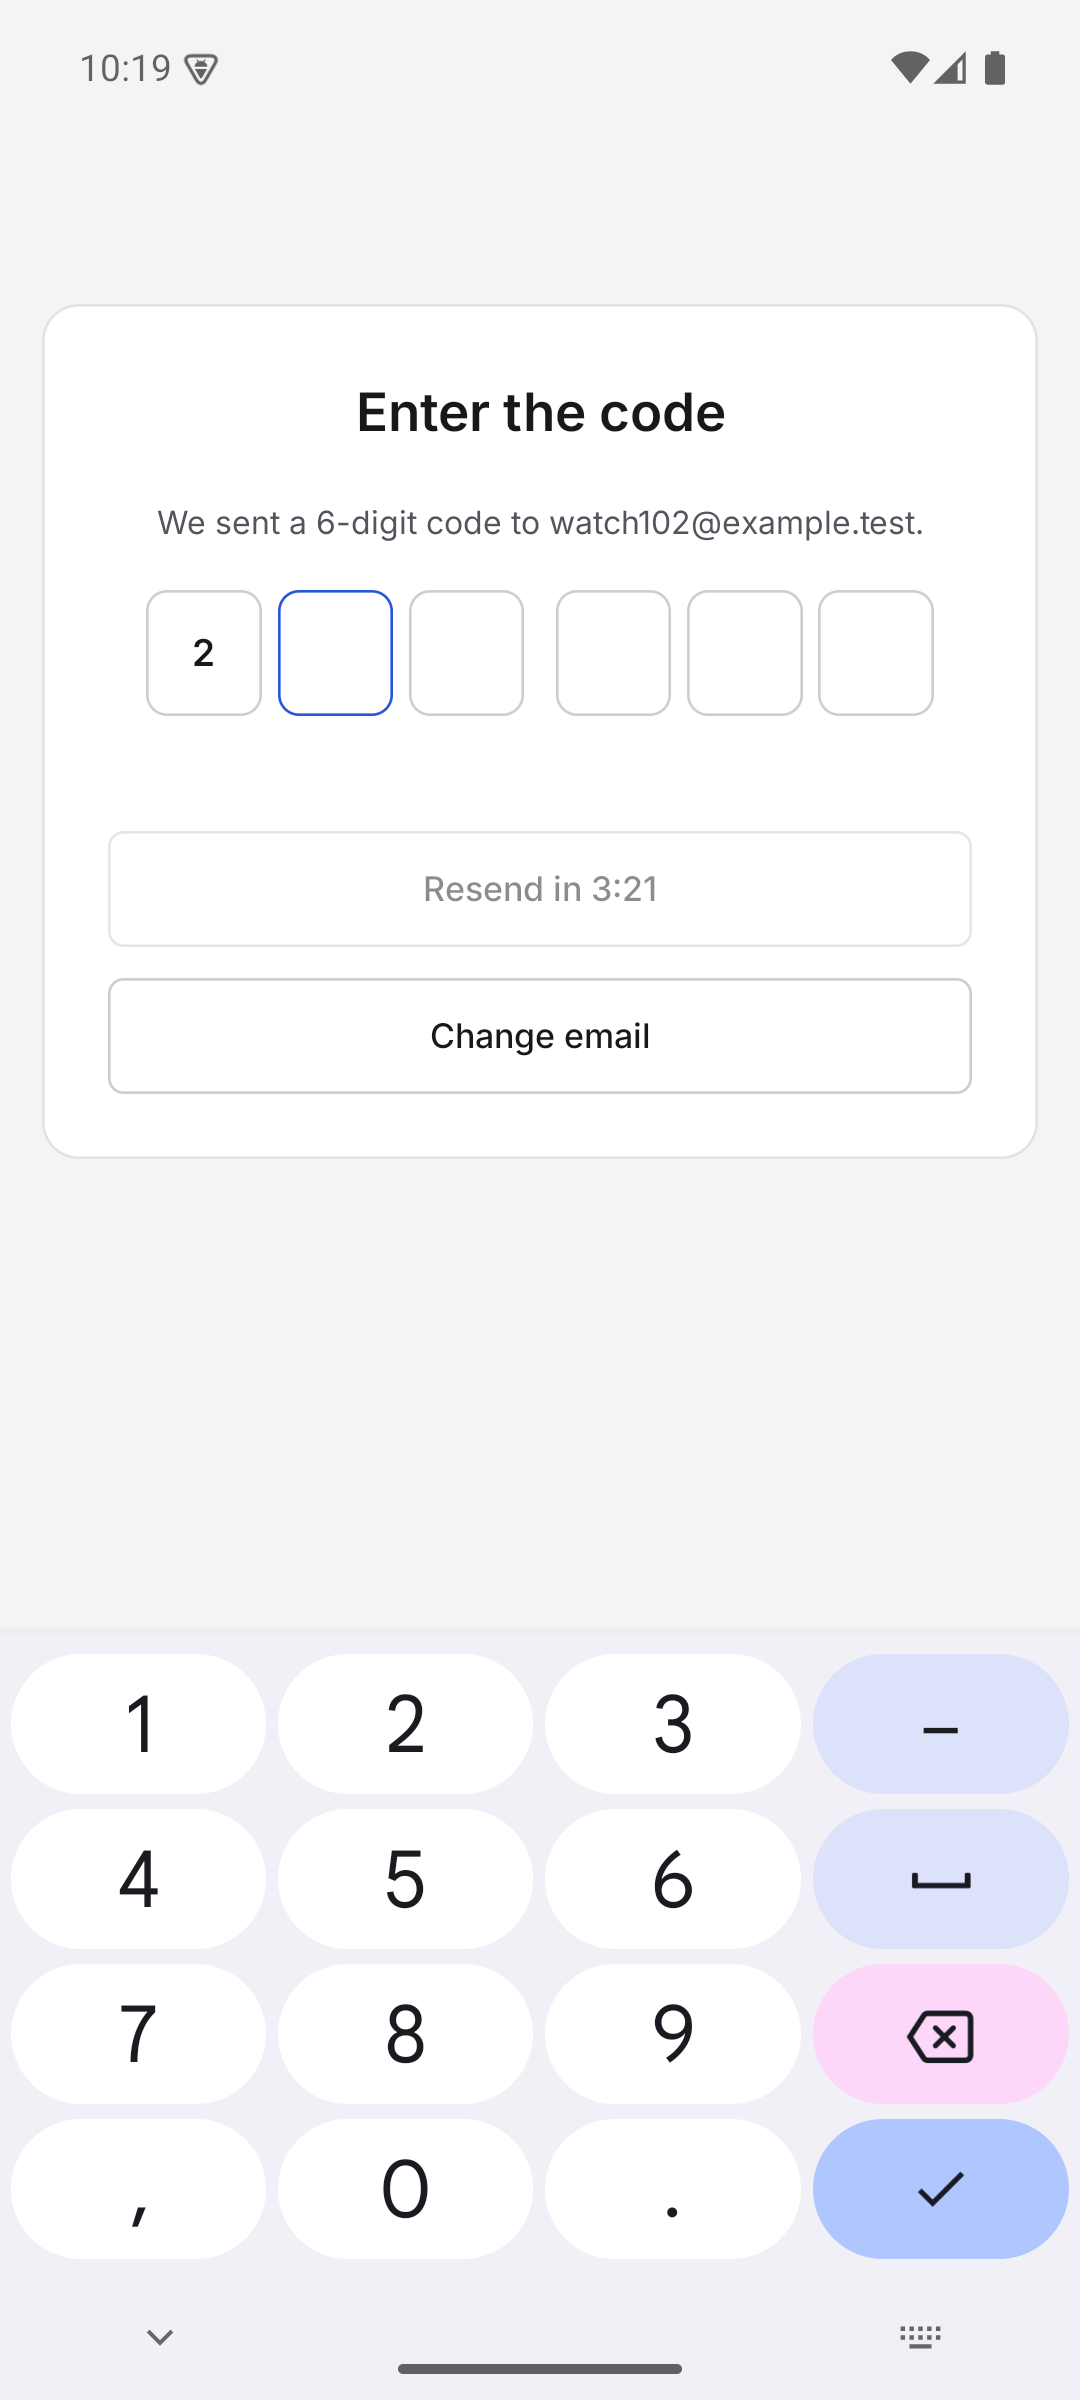 10:19
Enter the code
We sent a 6-digit code to watch102@example.test.
2
Resend in 3:21
Change email
1 2 3 –
4 5 6
7 8 9
, 0 .